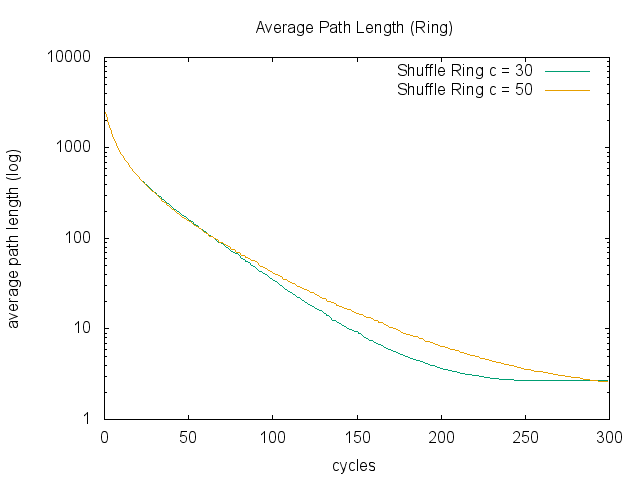 Average Path Length (Ring)
10000
1000
100
10
1
Shuffle Ring c = 30
Shuffle Ring c = 50
average path length (log)
0 50 100 150 200 250 300
cycles